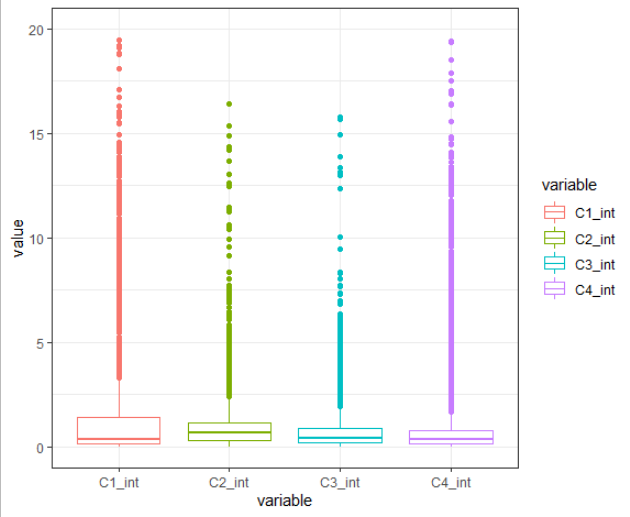 20
15
10
5
0
value
C1_int
C2_int
C3_int
C4_int
variable
variable
C1_int
C2_int
C3_int
C4_int